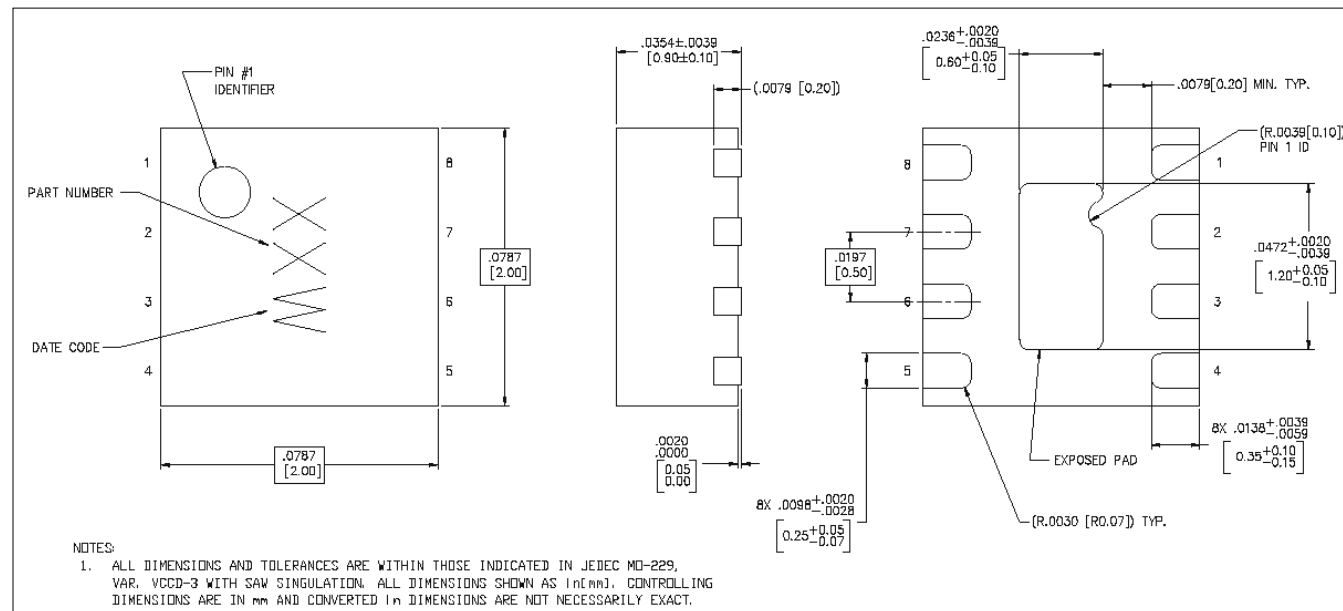 PIN #1
IDENTIFIER
PART NUMBER
DATE CODE
1
2
3
4
8
7
6
5
.0787
[2.00]
.0787
[2.00]
.0354±.0039
[0.90±0.10]
(.0079 [0.20])
.0020
.0000
[0.05
0.00]
.0236+.0020
-.0039
[0.60+0.05
-0.10]
.0079[0.20] MIN. TYP.
(R.0039[0.10])
PIN 1 ID
8
7
6
5
1
2
3
4
.0197
[0.50]
.0472+.0020
-.0039
[1.20+0.05
-0.10]
8X .0138+.0039
-.0059
[0.35+0.10
-0.15]
EXPOSED PAD
8X .0098+.0020
-.0028
[0.25+0.05
-0.07]
(R.0030 [R0.07]) TYP.
NOTES:
1. ALL DIMENSIONS AND TOLERANCES ARE WITHIN THOSE INDICATED IN JEDEC MO-229,
VAR. VCCD-3 WITH SAW SINGULATION. ALL DIMENSIONS SHOWN AS In[mm]. CONTROLLING
DIMENSIONS ARE IN mm AND CONVERTED In DIMENSIONS ARE NOT NECESSARILY EXACT.